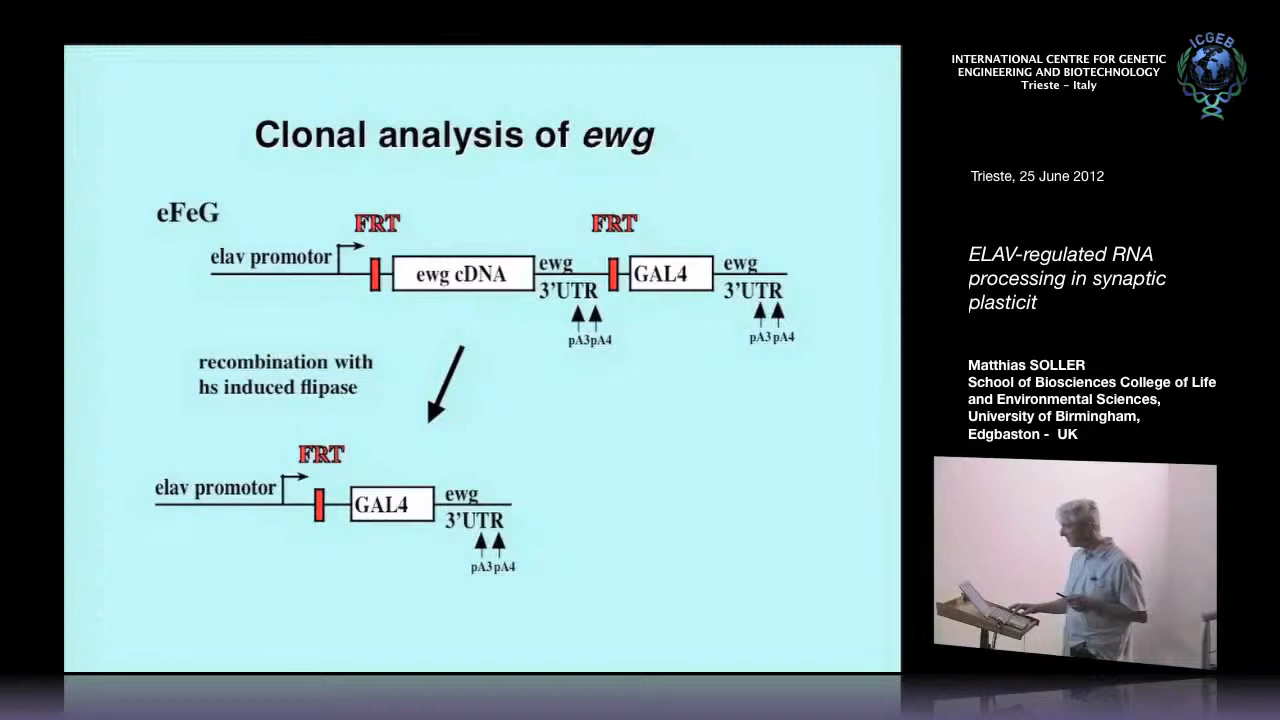 Clonal analysis of ewg
eFeG
FRT
FRT
elav promotor
ewg cDNA
ewg
3’UTR
GAL4
ewg
3’UTR
pA3pA4
pA3pA4
recombination with
hs induced flipase
FRT
elav promotor
GAL4
ewg
3’UTR
pA3pA4
INTERNATIONAL CENTRE FOR GENETIC
ENGINEERING AND BIOTECHNOLOGY
Trieste - Italy
ICGEB
Trieste, 25 June 2012
ELAV-regulated RNA
processing in synaptic
plasticit
Matthias SOLLER
School of Biosciences College of Life
and Environmental Sciences,
University of Birmingham,
Edgbaston - UK